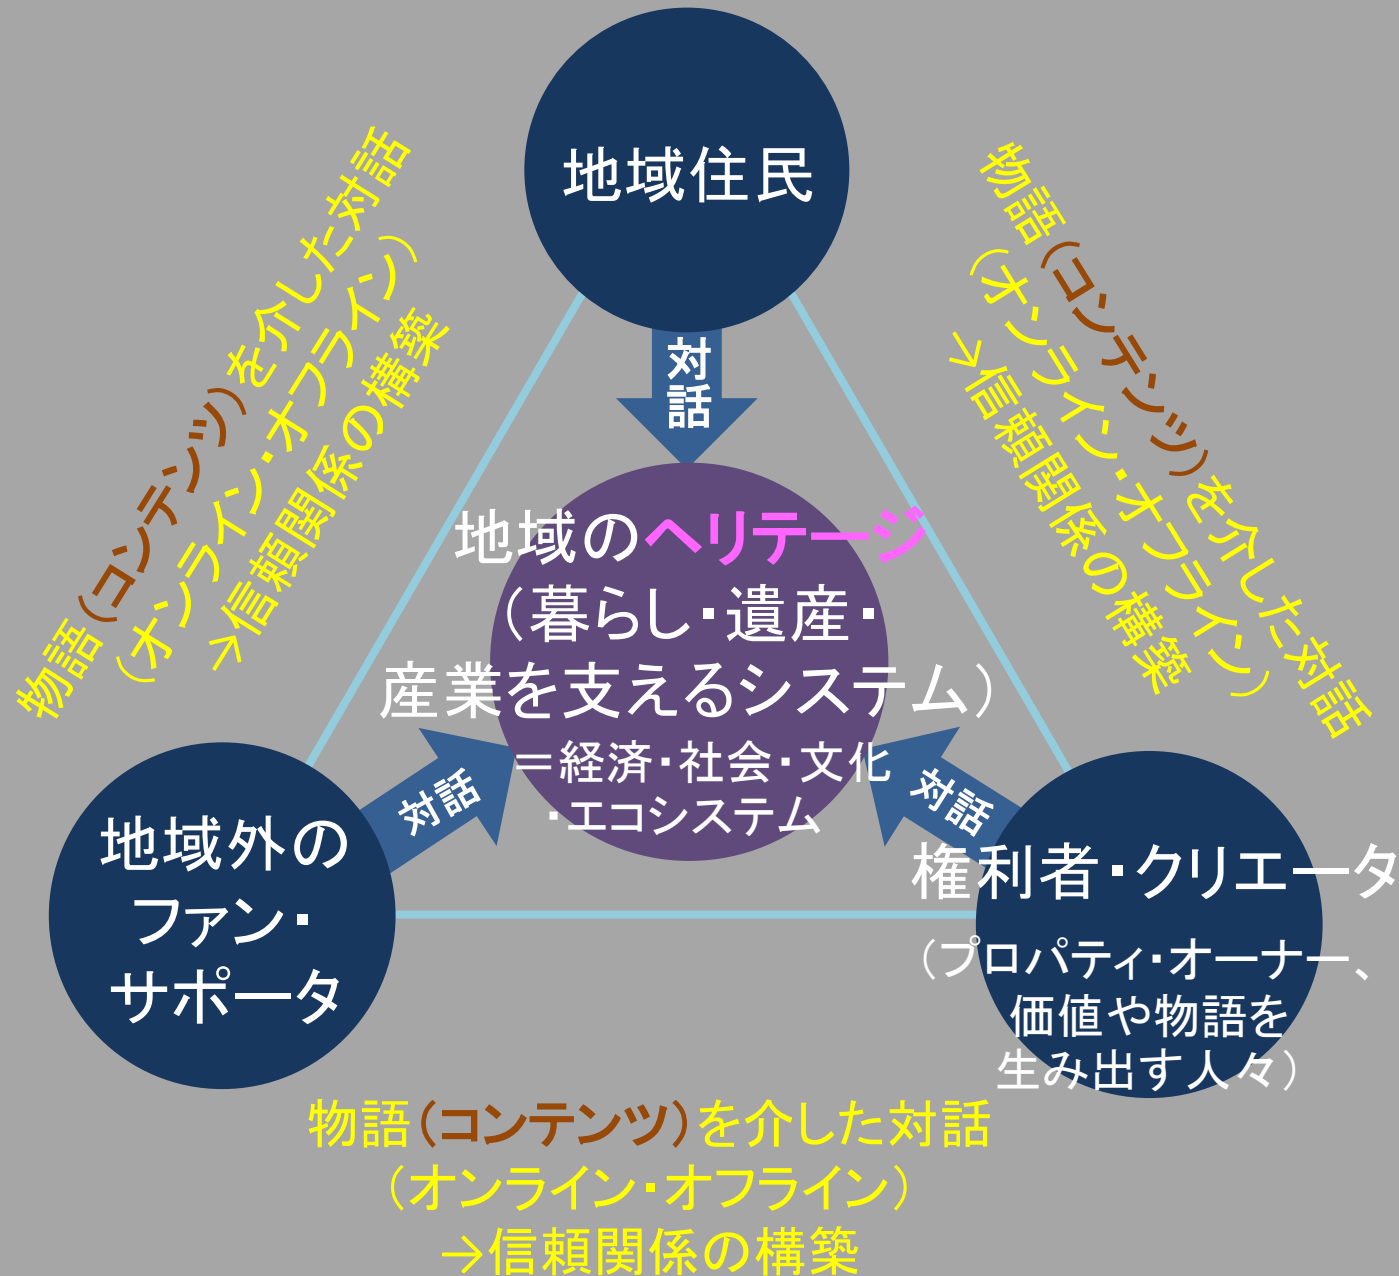 地域住民
物語（コンテンツ）を介した対話
（オンライン・オフライン）
→信頼関係の構築
物語（コンテンツ）を介した対話
（オンライン・オフライン）
→信頼関係の構築
対話
地域のヘリテージ
（暮らし・遺産・
産業を支えるシステム）
＝経済・社会・文化
・エコシステム
対話
対話
地域外の
ファン・
サポータ
権利者・クリエータ
（プロパティ・オーナー、
価値や物語を
生み出す人々）
物語（コンテンツ）を介した対話
（オンライン・オフライン）
→信頼関係の構築